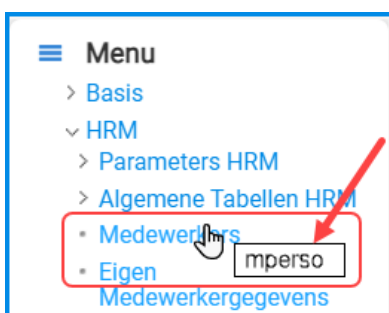 Menu
Basis
HRM
Parameters HRM
Algemene Tabellen HRM
Medewerkers
mperso
Eigen
Medewerkergegevens